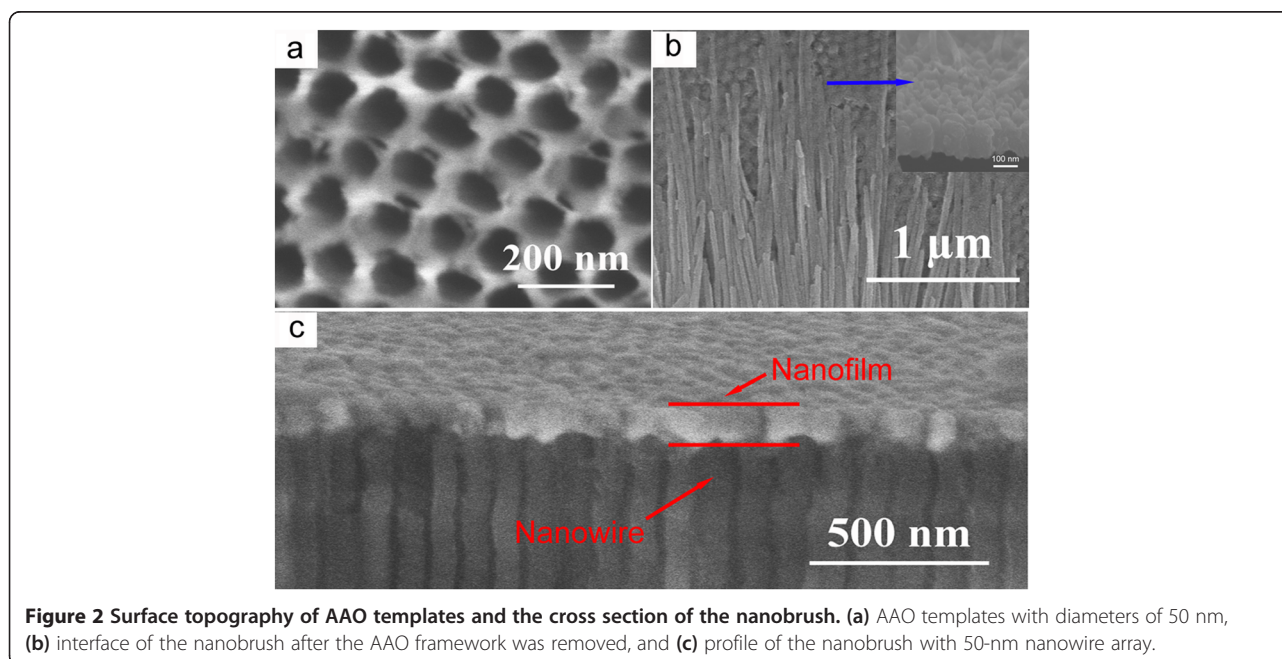 a
200 nm
b
100 nm
1 μm
c
Nanofilm
Nanowire
500 nm
Figure 2 Surface topography of AAO templates and the cross section of the nanobrush. (a) AAO templates with diameters of 50 nm,
(b) interface of the nanobrush after the AAO framework was removed, and (c) profile of the nanobrush with 50-nm nanowire array.